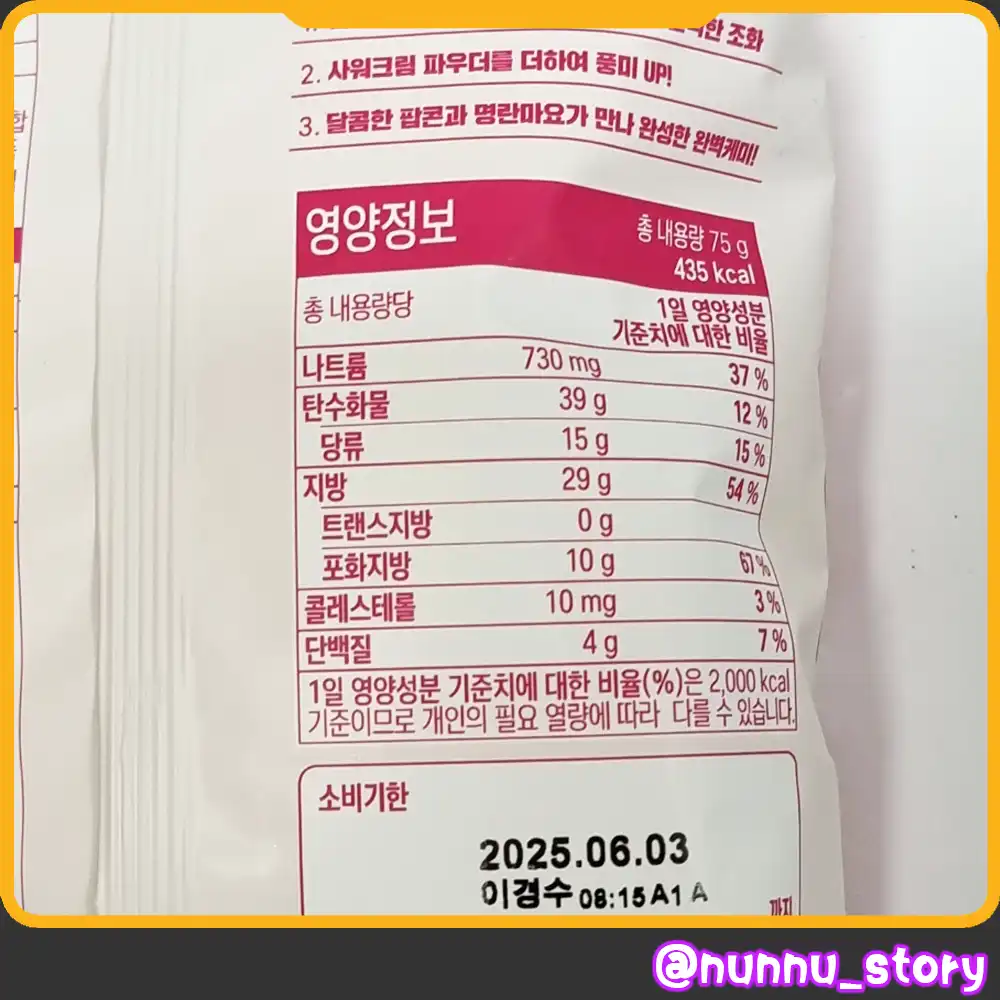 한 조화
2. 사워크림 파우더를 더하여 풍미 UP!
3. 달콤한 팝콘과 명란마요가 만나 완성한 완벽케미!
영양정보
총 내용량 75 g
435 kcal
총 내용량당
1일 영양성분
기준치에 대한 비율
나트륨 730 mg 37 %
탄수화물 39 g 12 %
당류 15 g 15 %
지방 29 g 54 %
트랜스지방 0 g
포화지방 10 g 67 %
콜레스테롤 10 mg 3 %
단백질 4 g 7 %
1일 영양성분 기준치에 대한 비율(%)은 2,000 kcal
기준이므로 개인의 필요 열량에 따라 다를 수 있습니다.
소비기한
2025.06.03
이경수 08:15 A1 A
까지
@nunnu_story